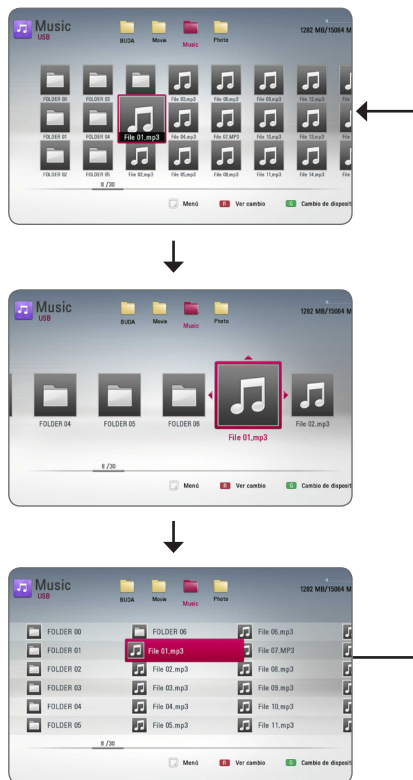 Music
USB
BUDA Movie Music Photo
1282 MB/15064 M
FOLDER 00 FOLDER 03 File 03.mp3 File 06.mp3 File 09.mp3 File 12.mp3 File
File 01.mp3
FOLDER 01 FOLDER 04 File 04.mp3 File 07.MP3 File 10.mp3 File 13.mp3 File
FOLDER 02 FOLDER 05 File 02.mp3 File 05.mp3 File 08.mp3 File 11.mp3 File 14.mp3 File
8 /30
Menú R Ver cambio G Cambio de disposit
Music
USB
BUDA Movie Music Photo
1282 MB/15064 M
FOLDER 04 FOLDER 05 FOLDER 06 File 01.mp3 File 02.mp3
8 /30
Menú R Ver cambio G Cambio de disposit
Music
USB
BUDA Movie Music Photo
1282 MB/15064 M
FOLDER 00 FOLDER 06 File 06.mp3
FOLDER 01 File 01.mp3 File 07.MP3
FOLDER 02 File 02.mp3 File 08.mp3
FOLDER 03 File 03.mp3 File 09.mp3
FOLDER 04 File 04.mp3 File 10.mp3
FOLDER 05 File 05.mp3 File 11.mp3
8 /30
Menú R Ver cambio G Cambio de disposit